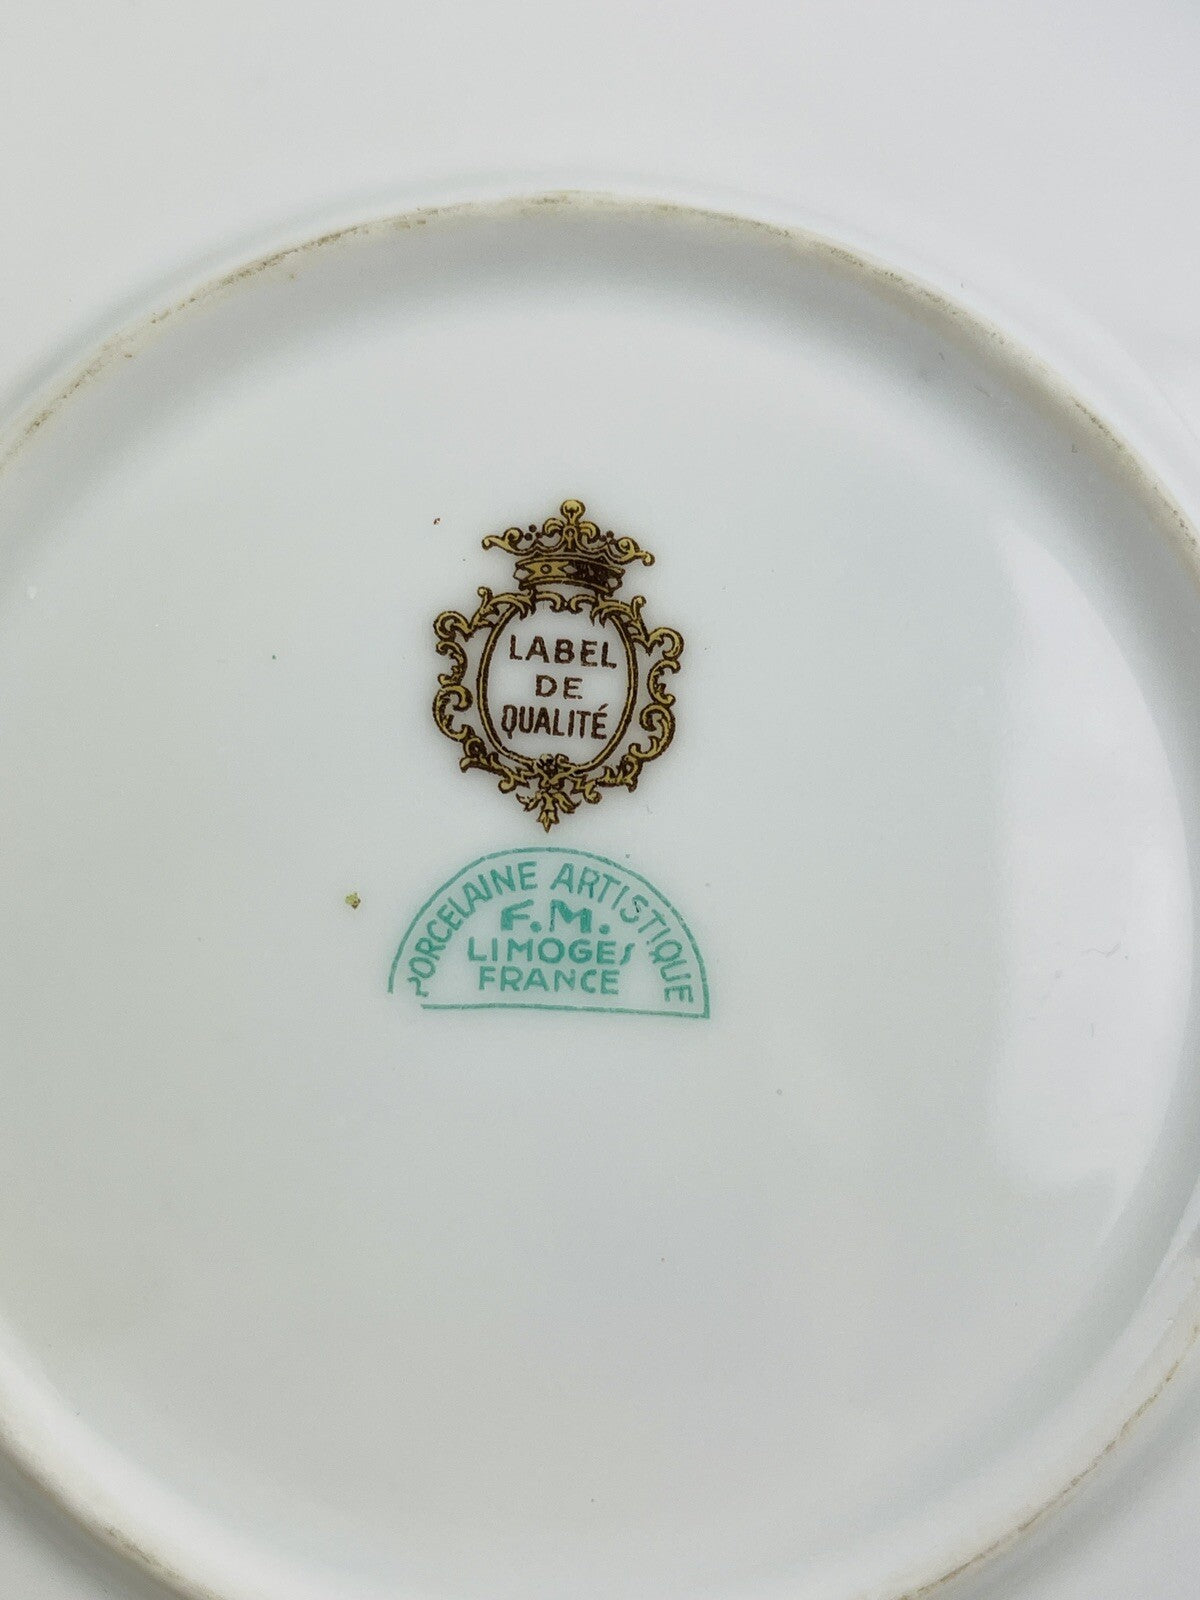 LABEL
DE
QUALITÉ
PORCELAINE ARTISTIQUE
F.M.
LIMOGES
FRANCE